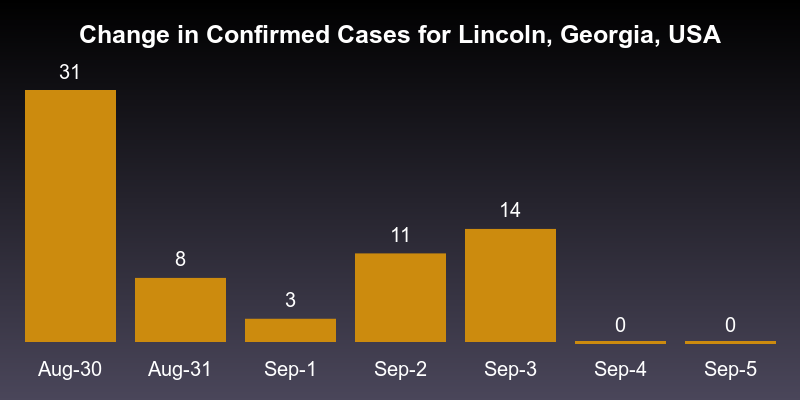 Change in Confirmed Cases for Lincoln, Georgia, USA
31
8
3
11
14
0
0
Aug-30
Aug-31
Sep-1
Sep-2
Sep-3
Sep-4
Sep-5